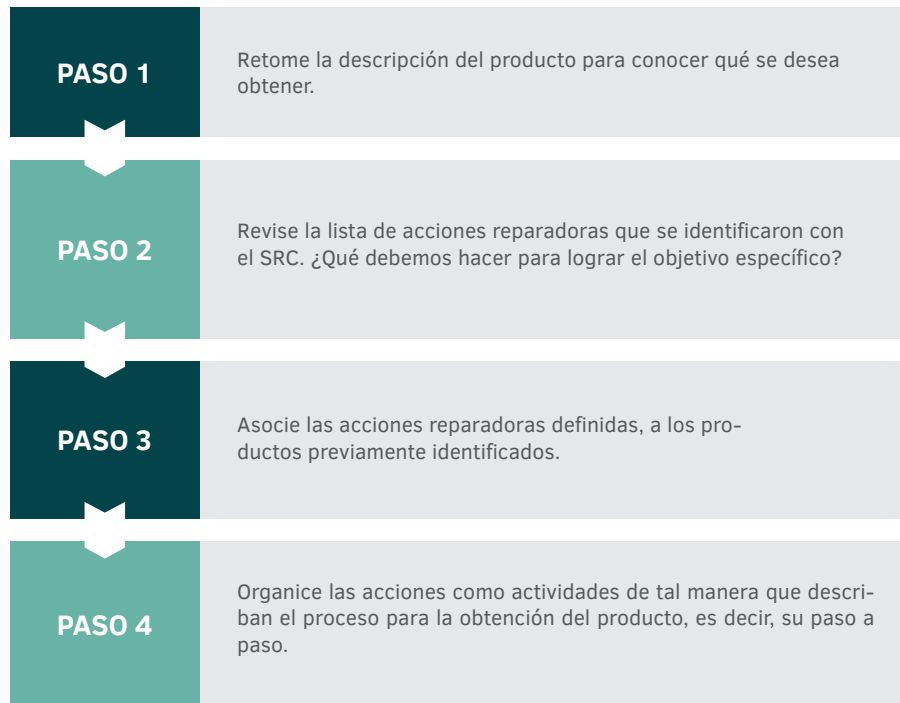 PASO 1
Retome la descripción del producto para conocer qué se desea
obtener.
PASO 2
Revise la lista de acciones reparadoras que se identificaron con
el SRC. ¿Qué debemos hacer para lograr el objetivo específico?
PASO 3
Asocie las acciones reparadoras definidas, a los pro-
ductos previamente identificados.
PASO 4
Organice las acciones como actividades de tal manera que descri-
ban el proceso para la obtención del producto, es decir, su paso a
paso.